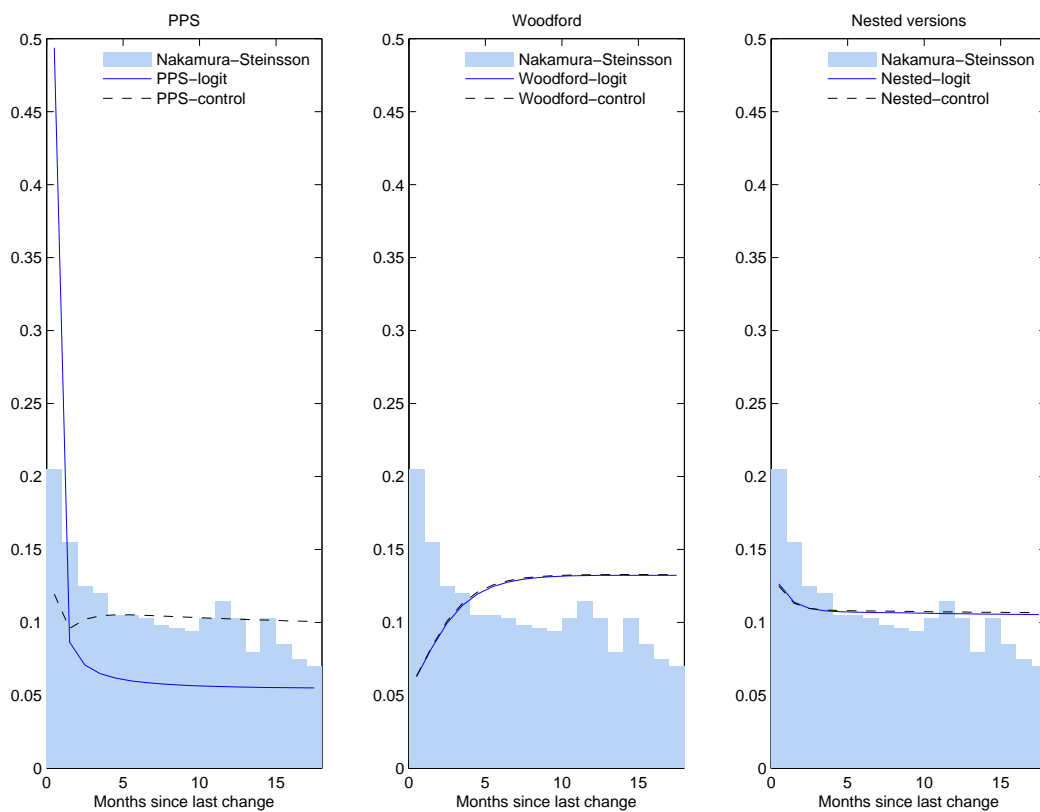 PPS
Nakamura−Steinsson
PPS−logit
PPS−control
0.5
0.45
0.4
0.35
0.3
0.25
0.2
0.15
0.1
0.05
0
0 5 10 15
Months since last change
Woodford
Nakamura−Steinsson
Woodford−logit
Woodford−control
0.5
0.45
0.4
0.35
0.3
0.25
0.2
0.15
0.1
0.05
0
0 5 10 15
Months since last change
Nested versions
Nakamura−Steinsson
Nested−logit
Nested−control
0.5
0.45
0.4
0.35
0.3
0.25
0.2
0.15
0.1
0.05
0
0 5 10 15
Months since last change